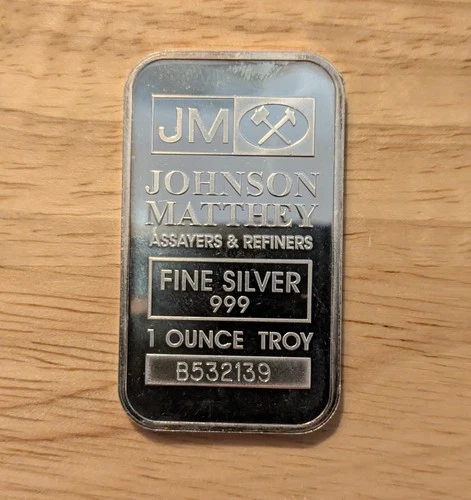 JM
JOHNSON
MATTHEY
ASSAYERS & REFINERS
FINE SILVER
999
1 OUNCE TROY
B532139